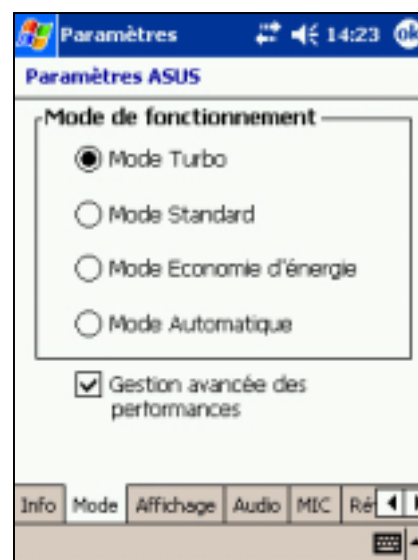 Paramètres 14:23 ok
Paramètres ASUS
Mode de fonctionnement
Mode Turbo
Mode Standard
Mode Economie d'énergie
Mode Automatique
Gestion avancée des
performances
Info Mode Affichage Audio MIC Ré